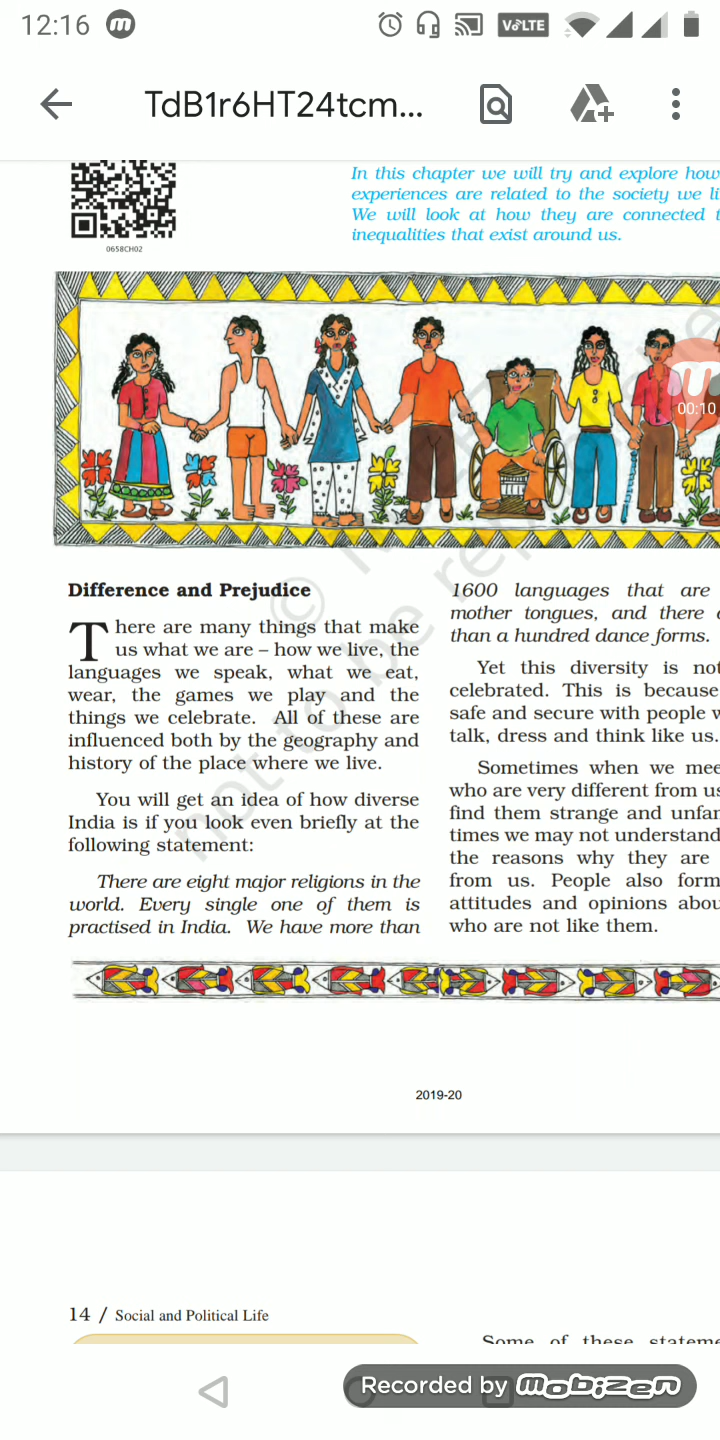 12:16
VoLTE
TdB1r6HT24tcm...
In this chapter we will try and explore how
experiences are related to the society we li
We will look at how they are connected t
inequalities that exist around us.
0658CH02
00:10
Difference and Prejudice
There are many things that make
us what we are – how we live, the
languages we speak, what we eat,
wear, the games we play and the
things we celebrate. All of these are
influenced both by the geography and
history of the place where we live.
You will get an idea of how diverse
India is if you look even briefly at the
following statement:
There are eight major religions in the
world. Every single one of them is
practised in India. We have more than
1600 languages that are
mother tongues, and there
than a hundred dance forms.
Yet this diversity is not
celebrated. This is because
safe and secure with people w
talk, dress and think like us.
Sometimes when we mee
who are very different from us
find them strange and unfam
times we may not understand
the reasons why they are
from us. People also form
attitudes and opinions abou
who are not like them.
2019-20
14 / Social and Political Life
Some of these stateme
Recorded by mobizen
not to be rep